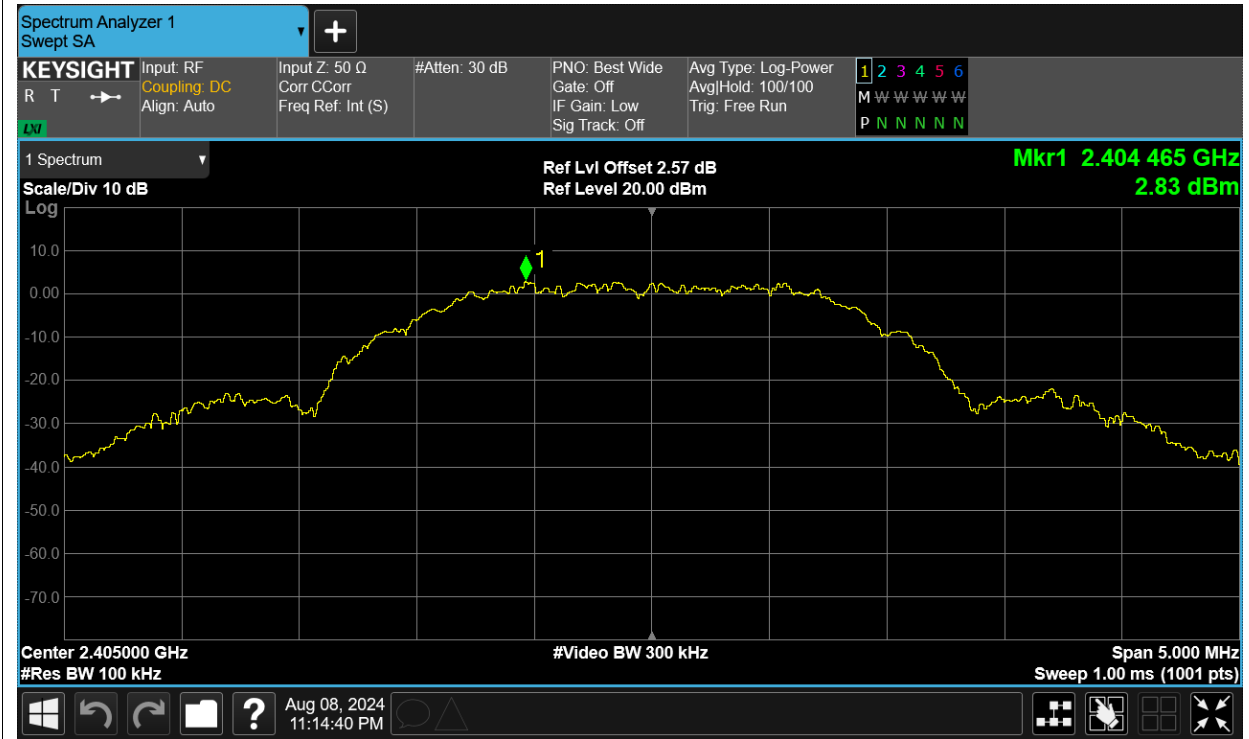 Spectrum Analyzer 1
Swept SA
KEYSIGHT
R T
LXI
Input: RF
Coupling: DC
Align: Auto
Input Z: 50 Ω
Corr CCorr
Freq Ref: Int (S)
#Atten: 30 dB
PNO: Best Wide
Gate: Off
IF Gain: Low
Sig Track: Off
Avg Type: Log-Power
Avg|Hold: 100/100
Trig: Free Run
1 2 3 4 5 6
M W W W W W
P N N N N N
1 Spectrum
Scale/Div 10 dB
Log
Ref Lvl Offset 2.57 dB
Ref Level 20.00 dBm
Mkr1 2.404 465 GHz
2.83 dBm
10.0
1
0.00
-10.0
-20.0
-30.0
-40.0
-50.0
-60.0
-70.0
Center 2.405000 GHz
#Res BW 100 kHz
#Video BW 300 kHz
Span 5.000 MHz
Sweep 1.00 ms (1001 pts)
?
Aug 08, 2024
11:14:40 PM